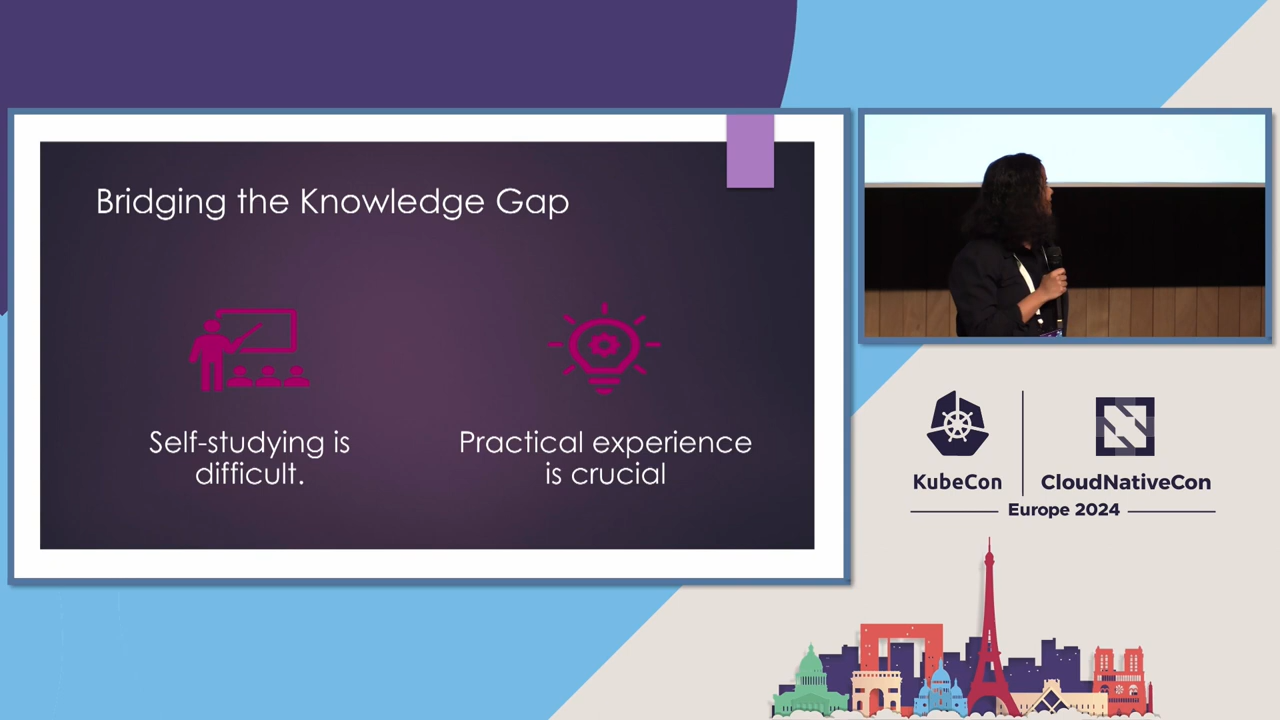 Bridging the Knowledge Gap
Self-studying is
difficult.
Practical experience
is crucial
KubeCon
CloudNativeCon
Europe 2024